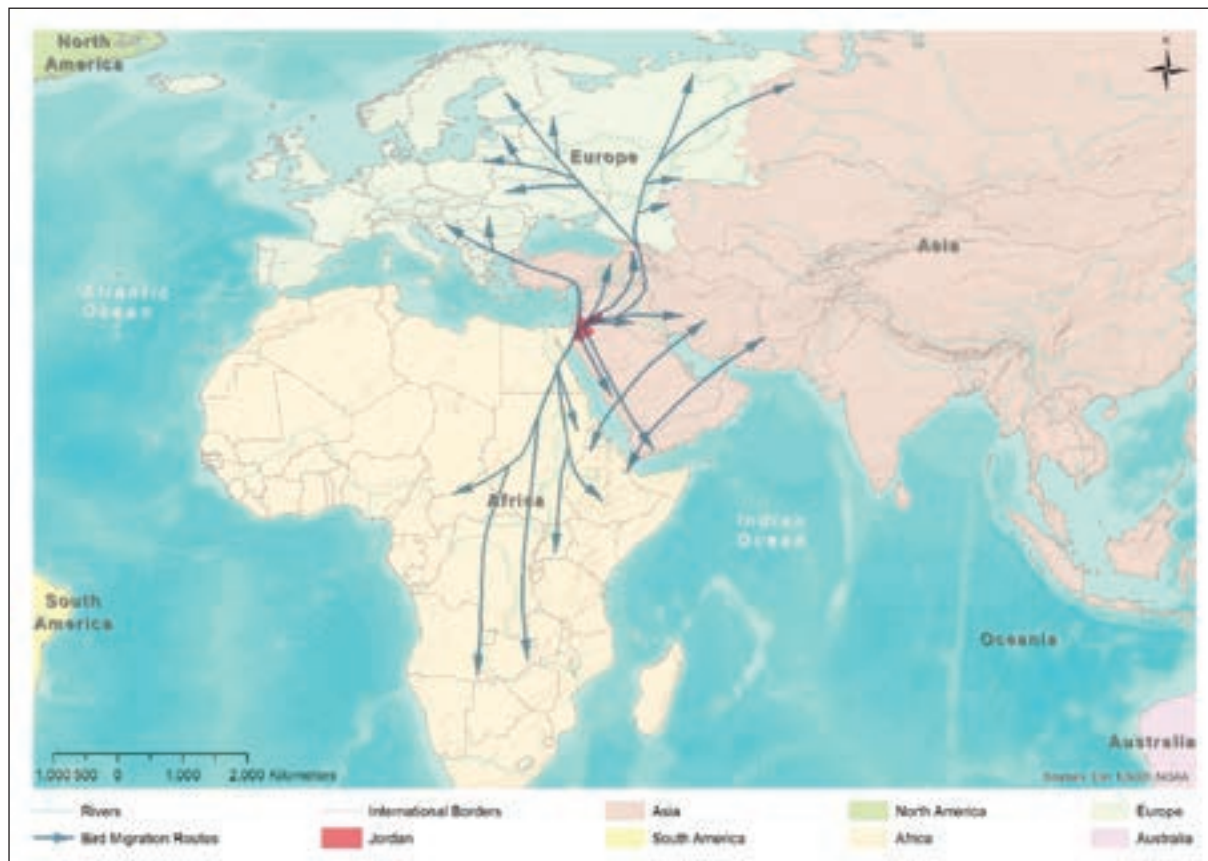 North
America
Europe
Asia
Atlantic
Ocean
Africa
Indian
Ocean
South
America
Oceania
Australia
1,000 500 0 1,000 2,000 Kilometers
Rivers
International Borders
Asia
North America
Europe
Bird Migration Routes
Jordan
South America
Africa
Australia